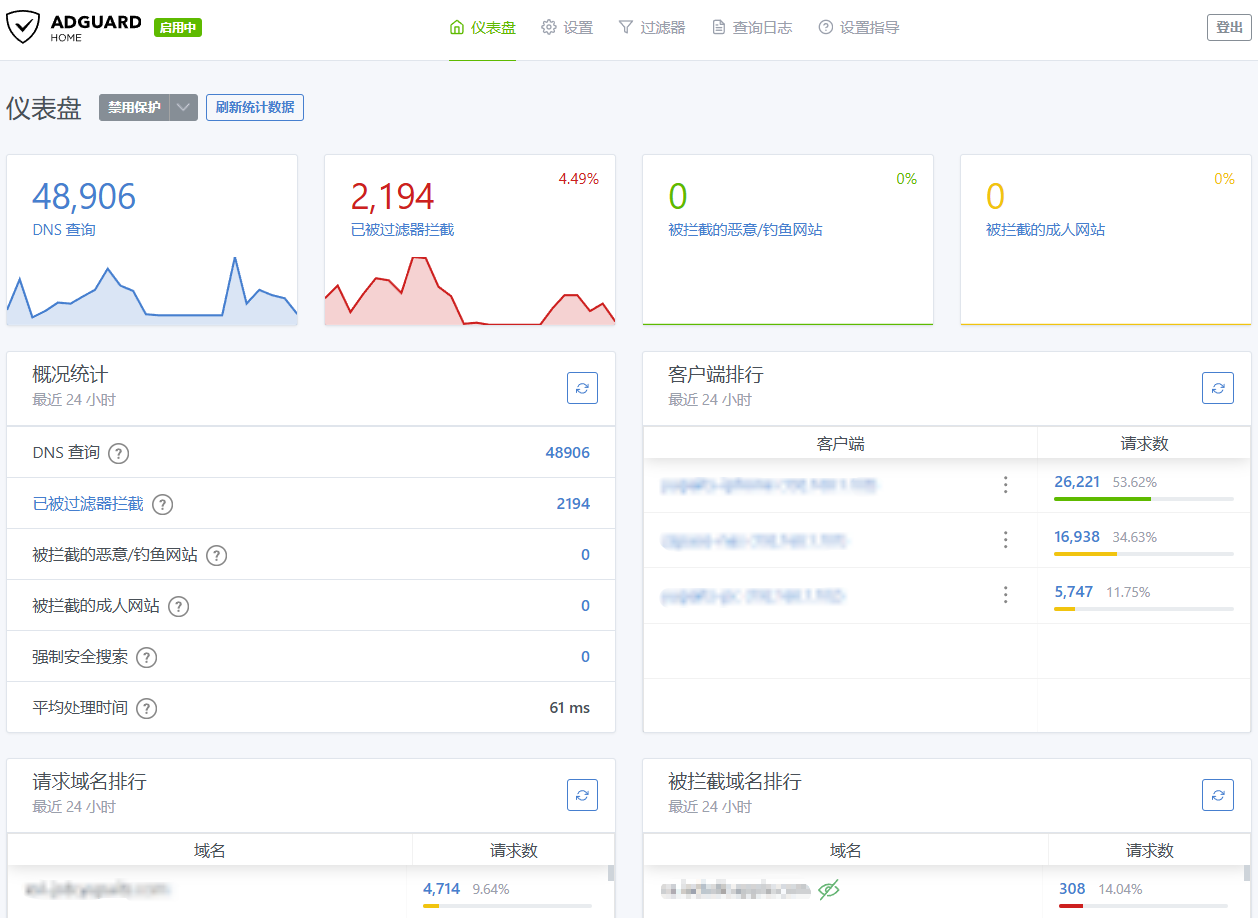 ADGUARD
HOME
启用中
仪表盘
设置
过滤器
查询日志
设置指导
登出
仪表盘
禁用保护
刷新统计数据
48,906
DNS 查询
2,194
4.49%
已被过滤器拦截
0
0%
被拦截的恶意/钓鱼网站
0
0%
被拦截的成人网站
概况统计
最近 24 小时
DNS 查询 ?
48906
已被过滤器拦截 ?
2194
被拦截的恶意/钓鱼网站 ?
0
被拦截的成人网站 ?
0
强制安全搜索 ?
0
平均处理时间 ?
61 ms
客户端排行
最近 24 小时
客户端
请求数
26,221 53.62%
16,938 34.63%
5,747 11.75%
请求域名排行
最近 24 小时
域名
请求数
4,714 9.64%
被拦截域名排行
最近 24 小时
域名
请求数
308 14.04%